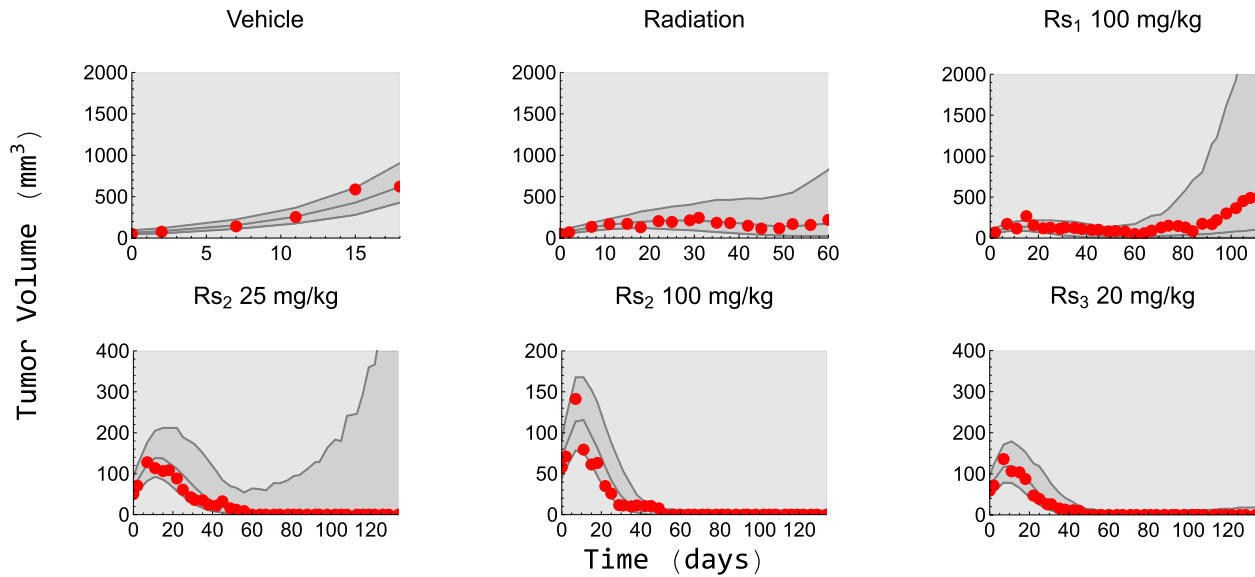 Vehicle
Radiation
Rs₁ 100 mg/kg
2000
1500
1000
500
0
0 5 10 15
2000
1500
1000
500
0
0 10 20 30 40 50 60
2000
1500
1000
500
0
0 20 40 60 80 100
Rs₂ 25 mg/kg
Rs₂ 100 mg/kg
Rs₃ 20 mg/kg
400
300
200
100
0
0 20 40 60 80 100 120
200
150
100
50
0
0 20 40 60 80 100 120
400
300
200
100
0
0 20 40 60 80 100 120
Tumor Volume (mm³)
Time (days)